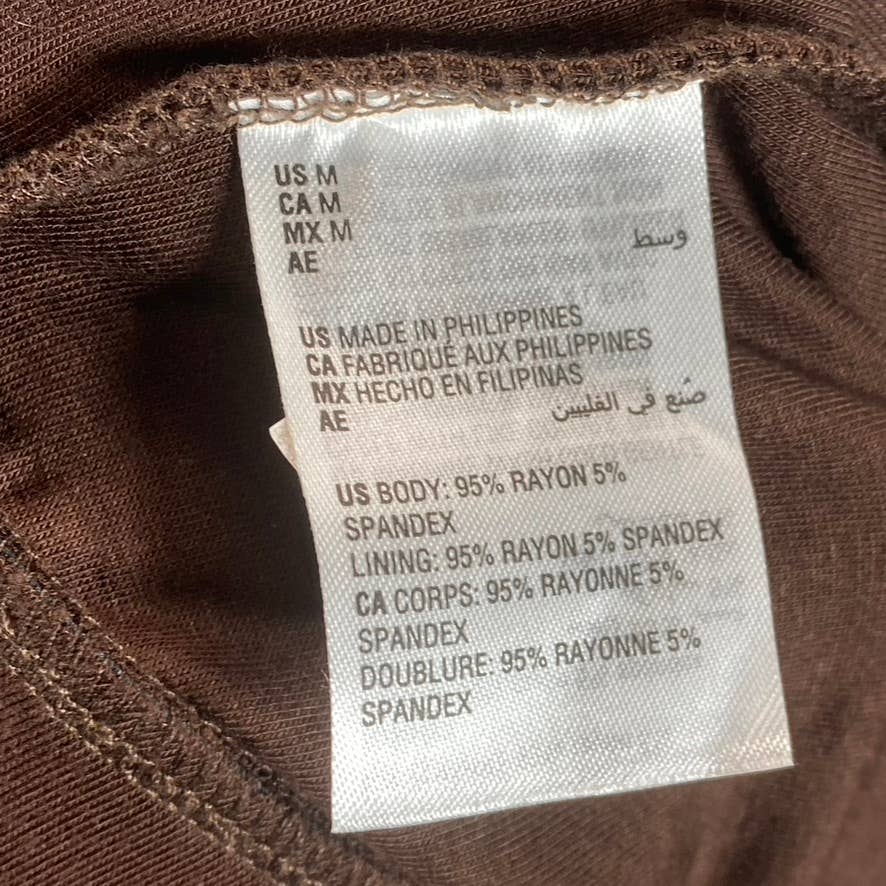 US M
CA M
MX M
AE وسط
US MADE IN PHILIPPINES
CA FABRIQUÉ AUX PHILIPPINES
MX HECHO EN FILIPINAS
AE صُنع في الفلبين
US BODY: 95% RAYON 5%
SPANDEX
LINING: 95% RAYON 5% SPANDEX
CA CORPS: 95% RAYONNE 5%
SPANDEX
DOUBLURE: 95% RAYONNE 5%
SPANDEX